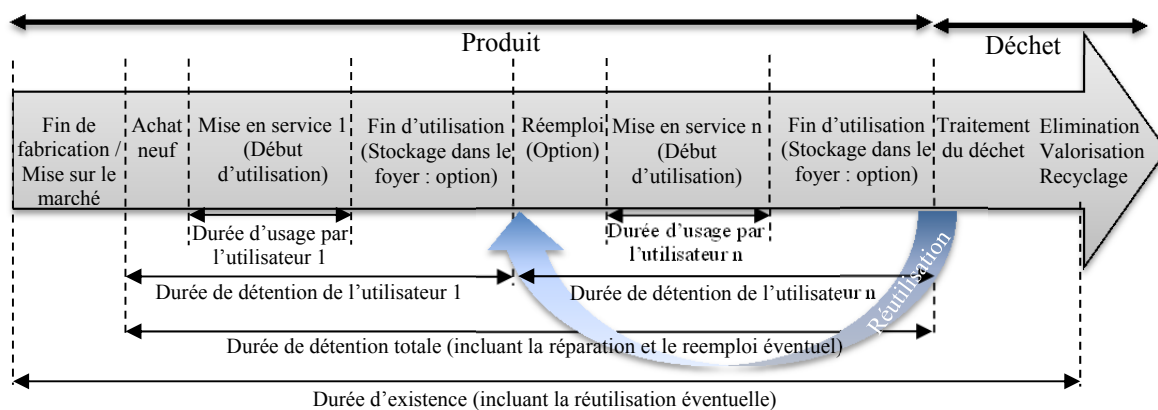 Produit
Déchet
Fin de
fabrication /
Mise sur le
marché
Achat
neuf
Mise en service 1
(Début
d’utilisation)
Fin d’utilisation
(Stockage dans le
foyer : option)
Réemploi
(Option)
Mise en service n
(Début
d’utilisation)
Fin d’utilisation
(Stockage dans le
foyer : option)
Traitement
du déchet
Elimination
Valorisation
Recyclage
Durée d’usage par
l’utilisateur 1
Durée d’usage par
l’utilisateur n
Réutilisation
Durée de détention de l’utilisateur 1
Durée de détention de l’utilisateur n
Durée de détention totale (incluant la réparation et le reemploi éventuel)
Durée d’existence (incluant la réutilisation éventuelle)